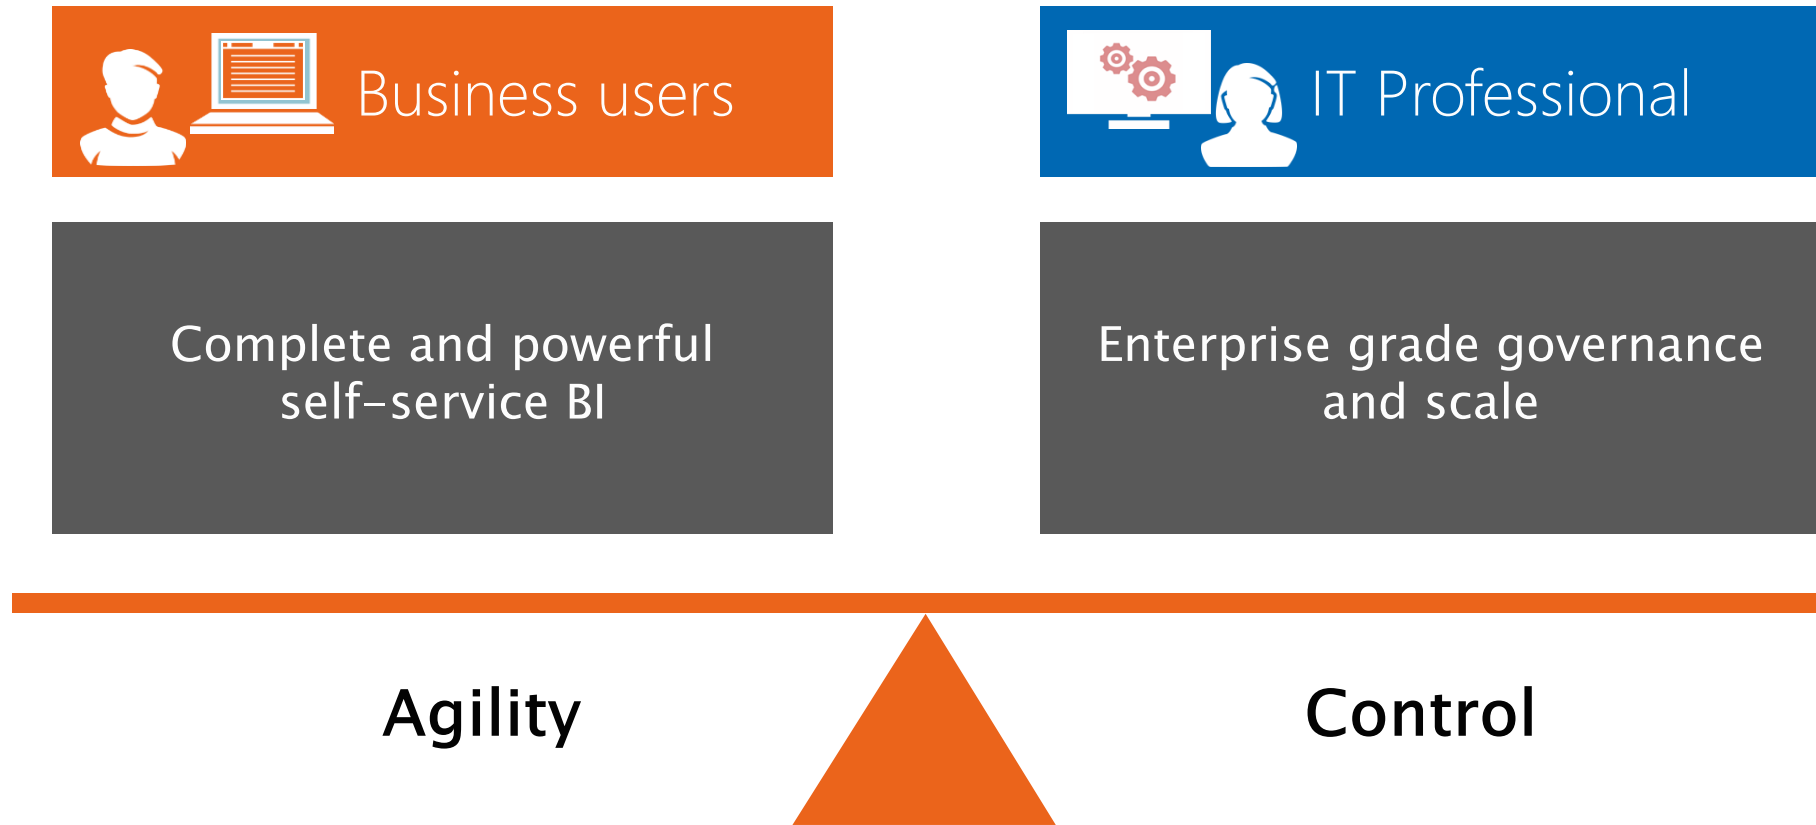 Business users
IT Professional
Complete and powerful
self-service BI
Enterprise grade governance
and scale
Agility
Control